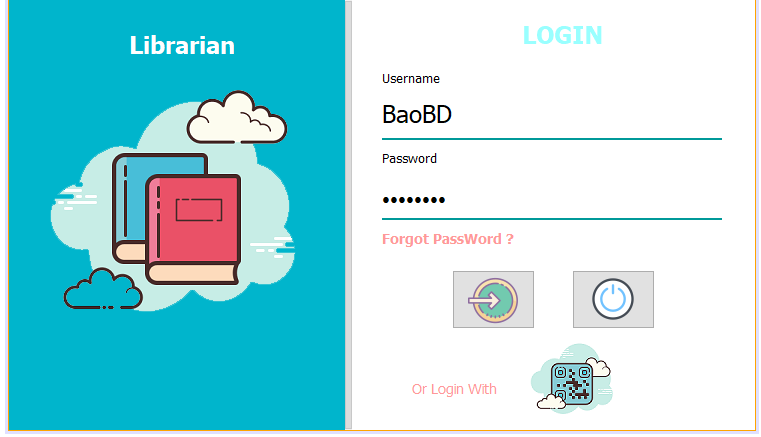 Librarian
LOGIN
Username
BaoBD
Password
••••••••
Forgot PassWord ?
Or Login With